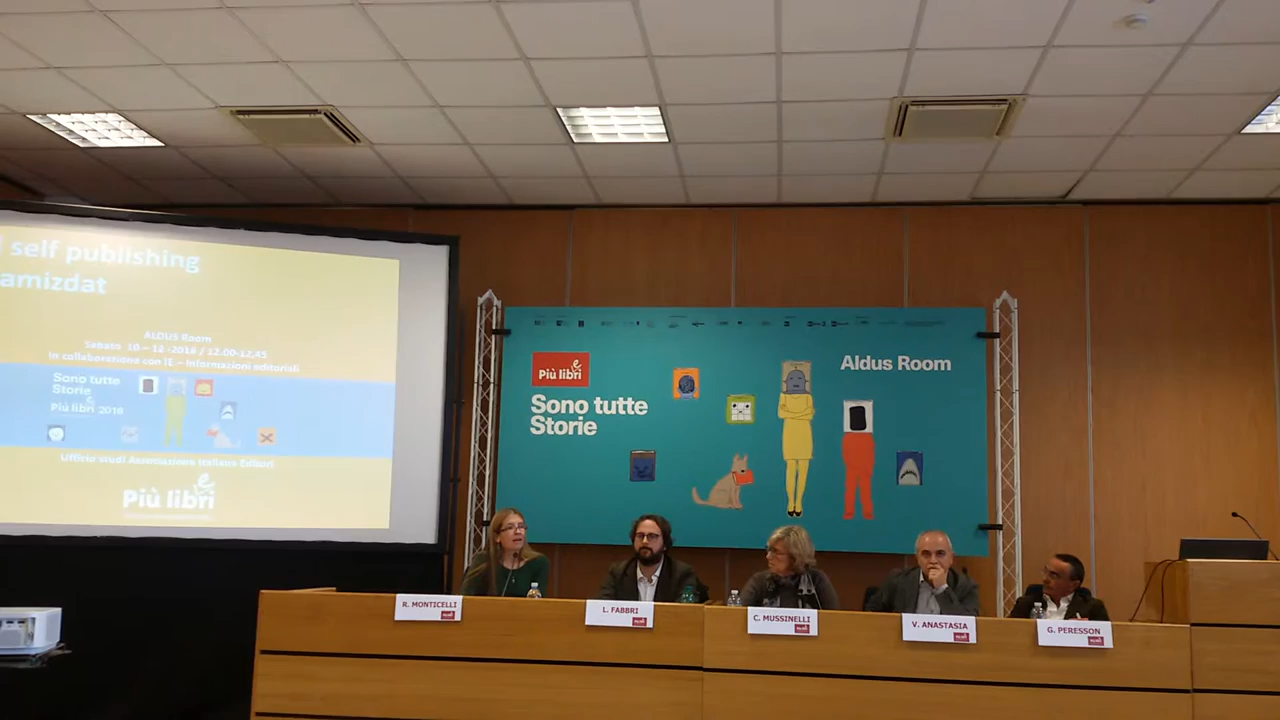 self publishing
amizdat
ALDUS Room
Sabato 10 – 12 -2016 / 12.00-12,45
In collaborazione con IE – Informazioni editoriali
Sono tutte
Storie
Più libri 2016
Ufficio studi Associazione Italiana Editori
Più libri
e
Più libri
e
Sono tutte
Storie
Aldus Room
R. MONTICELLI
L. FABBRI
C. MUSSINELLI
V. ANASTASIA
G. PERESSON